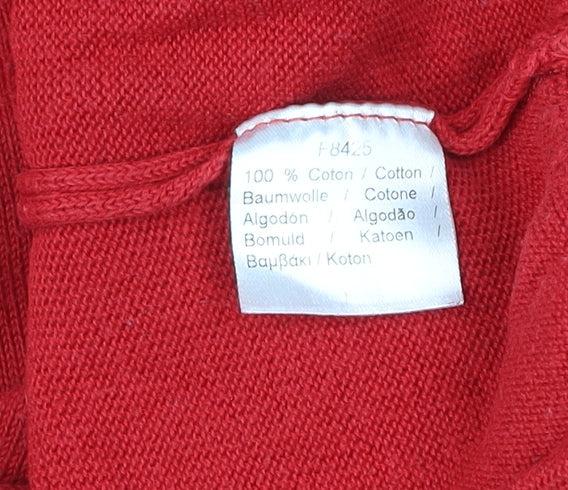 F8425
100 % Coton / Cotton /
Baumwolle / Cotone /
Algodón / Algodão /
Bomuld / Katoen /
Βαμβάκι / Koton